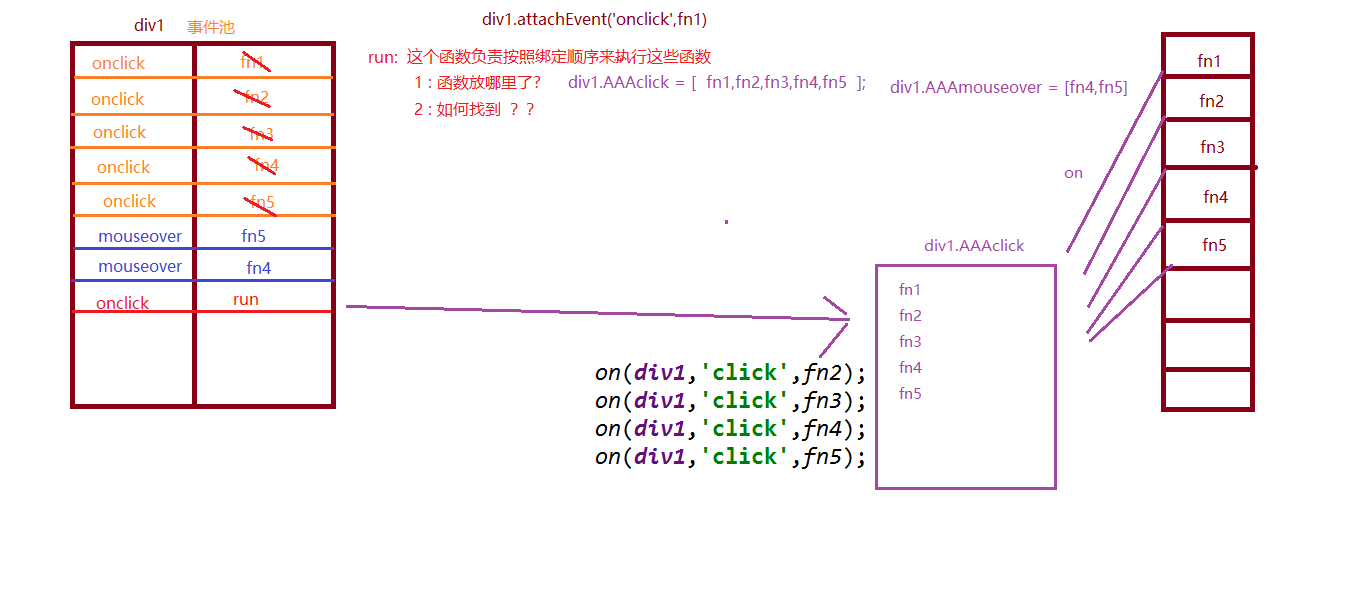 div1 事件池
div1.attachEvent('onclick',fn1)
run: 这个函数负责按照绑定顺序来执行这些函数
1 : 函数放哪里了? div1.AAAclick = [ fn1,fn2,fn3,fn4,fn5 ]; div1.AAAmouseover = [fn4,fn5]
2 : 如何找到 ？？
onclick fn1
onclick fn2
onclick fn3
onclick fn4
onclick fn5
mouseover fn5
mouseover fn4
onclick run
on(div1,'click',fn2);
on(div1,'click',fn3);
on(div1,'click',fn4);
on(div1,'click',fn5);
div1.AAAclick
fn1
fn2
fn3
fn4
fn5
on
fn1
fn2
fn3
fn4
fn5